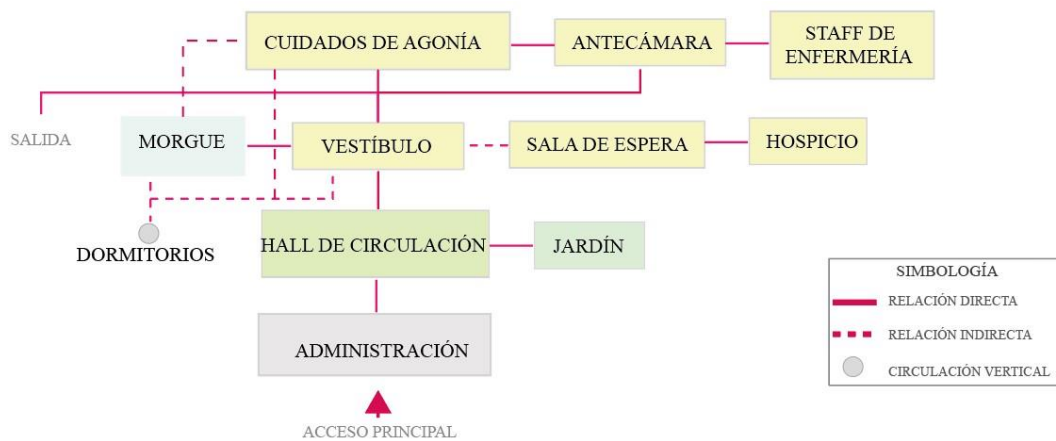 CUIDADOS DE AGONÍA
ANTECÁMARA
STAFF DE
ENFERMERÍA
SALIDA
MORGUE
VESTÍBULO
SALA DE ESPERA
HOSPICIO
DORMITORIOS
HALL DE CIRCULACIÓN
JARDÍN
ADMINISTRACIÓN
ACCESO PRINCIPAL
SIMBOLOGÍA
RELACIÓN DIRECTA
RELACIÓN INDIRECTA
CIRCULACIÓN VERTICAL